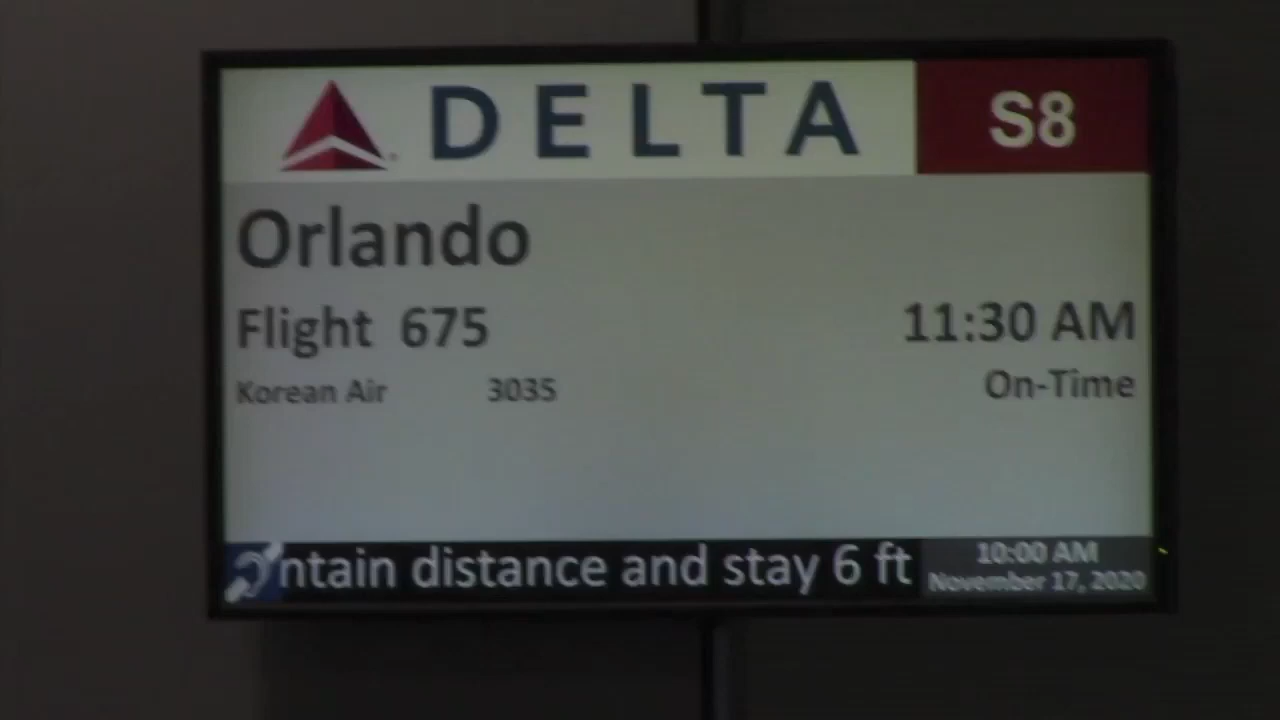 DELTA
S8
Orlando
Flight 675
11:30 AM
Korean Air 3035
On-Time
ntain distance and stay 6 ft
10:00 AM
November 17, 2020